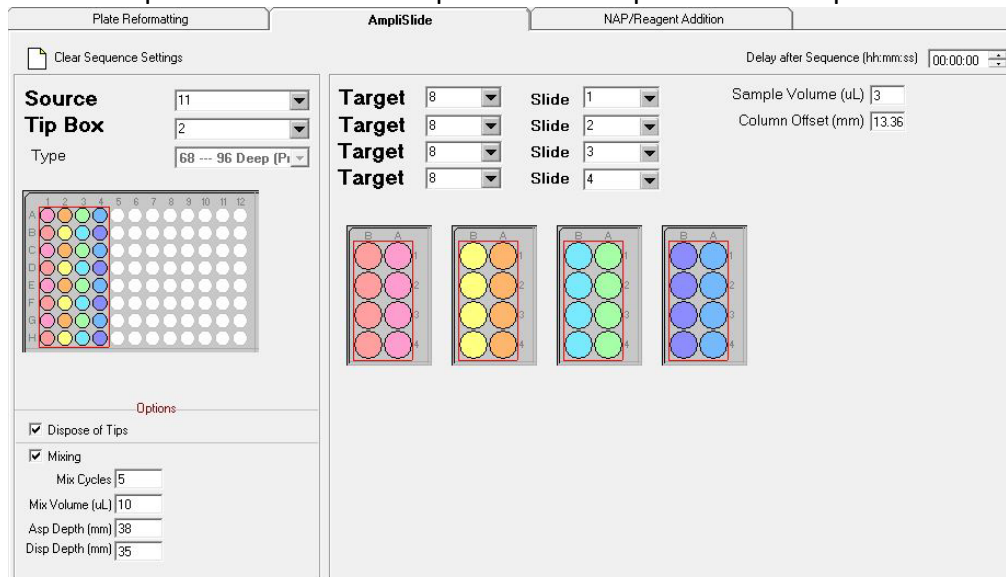 Plate Reformatting AmpliSlide NAP/Reagent Addition
Clear Sequence Settings Delay after Sequence (hh:mm:ss) 00:00:00
Source 11
Tip Box 2
Type 68 --- 96 Deep (Pr
Target 8 Slide 1 Sample Volume (uL) 3
Target 8 Slide 2 Column Offset (mm) 13.36
Target 8 Slide 3
Target 8 Slide 4
1 2 3 4 5 6 7 8 9 10 11 12
A
B
C
D
E
F
G
H
B A B A B A B A
1 1 1 1
2 2 2 2
3 3 3 3
4 4 4 4
Options
Dispose of Tips
Mixing
Mix Cycles 5
Mix Volume (uL) 10
Asp Depth (mm) 38
Disp Depth (mm) 35